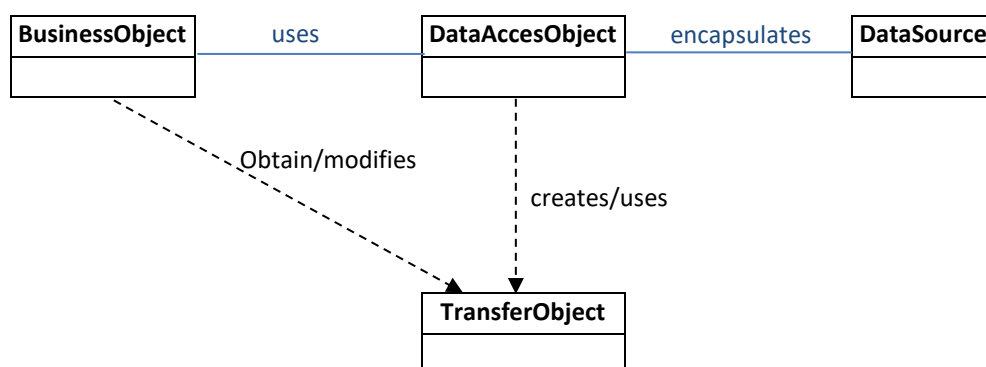 BusinessObject
uses
DataAccesObject
encapsulates
DataSource
Obtain/modifies
creates/uses
TransferObject